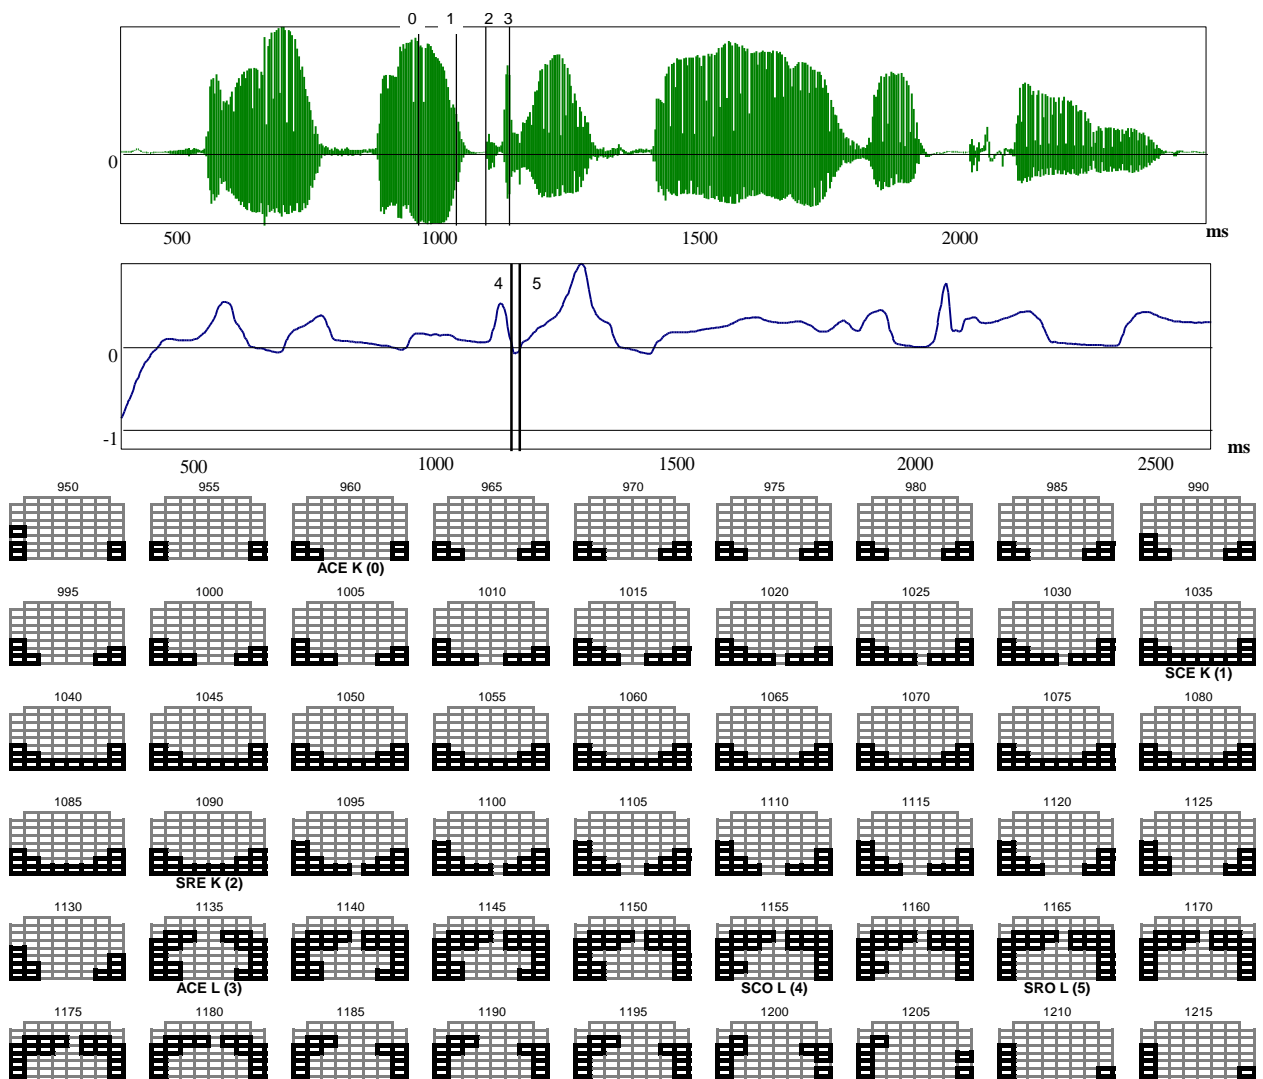 0 1 2 3
0
500 1000 1500 2000 ms
4 5
0
-1
500 1000 1500 2000 2500 ms
950 955 960 965 970 975 980 985 990
ACE K (0)
995 1000 1005 1010 1015 1020 1025 1030 1035
SCE K (1)
1040 1045 1050 1055 1060 1065 1070 1075 1080
1085 1090 1095 1100 1105 1110 1115 1120 1125
SRE K (2)
1130 1135 1140 1145 1150 1155 1160 1165 1170
ACE L (3) SCO L (4) SRO L (5)
1175 1180 1185 1190 1195 1200 1205 1210 1215